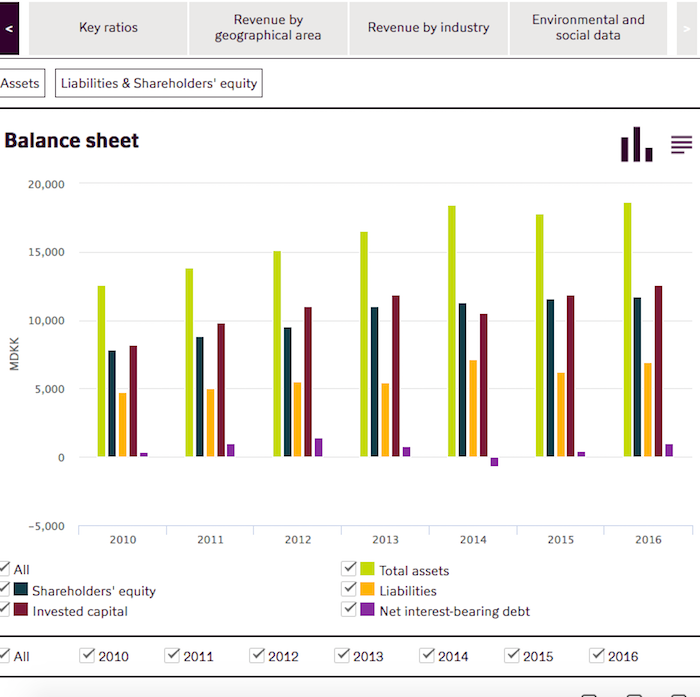 <
Key ratios
Revenue by
geographical area
Revenue by industry
Environmental and
social data
>
Assets
Liabilities & Shareholders' equity
Balance sheet
20,000
15,000
10,000
5,000
0
-5,000
MDKK
2010 2011 2012 2013 2014 2015 2016
All
Total assets
Shareholders' equity
Liabilities
Invested capital
Net interest-bearing debt
All 2010 2011 2012 2013 2014 2015 2016